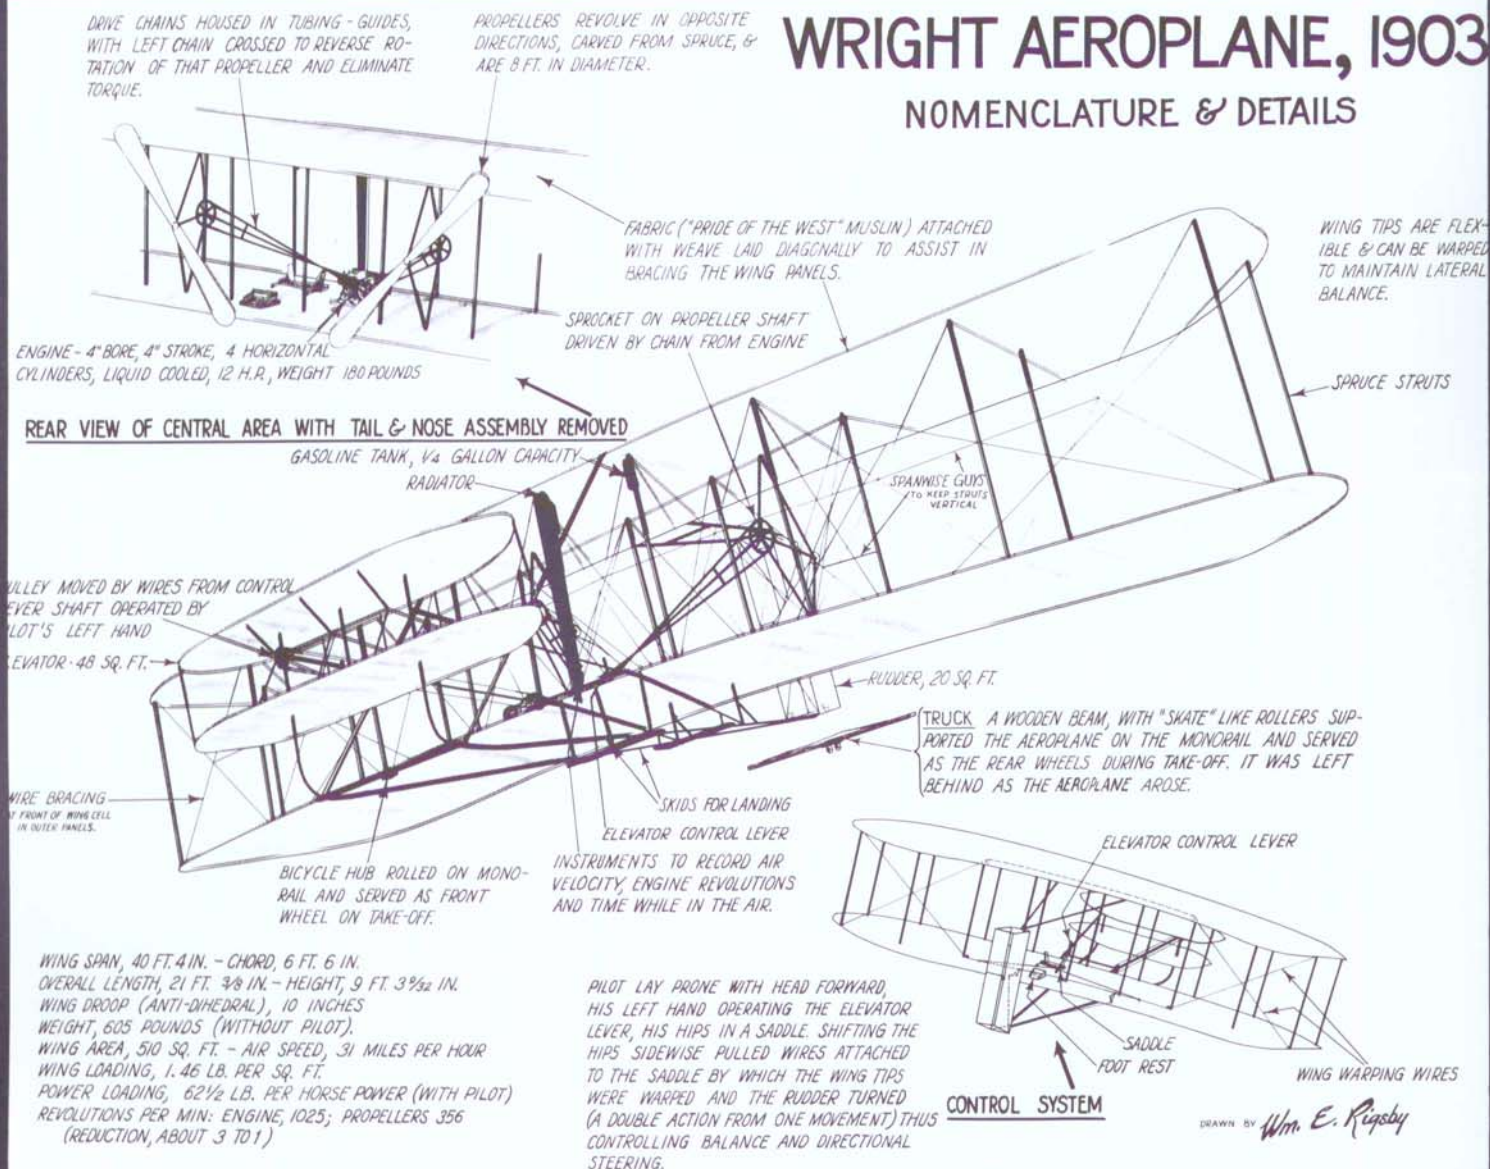 WRIGHT AEROPLANE, 1903
NOMENCLATURE & DETAILS
DRIVE CHAINS HOUSED IN TUBING - GUIDES,
WITH LEFT CHAIN CROSSED TO REVERSE RO-
TATION OF THAT PROPELLER AND ELIMINATE
TORQUE.
PROPELLERS REVOLVE IN OPPOSITE
DIRECTIONS, CARVED FROM SPRUCE, &
ARE 8 FT. IN DIAMETER.
FABRIC ("PRIDE OF THE WEST" MUSLIN) ATTACHED
WITH WEAVE LAID DIAGONALLY TO ASSIST IN
BRACING THE WING PANELS.
WING TIPS ARE FLEX-
IBLE & CAN BE WARPED
TO MAINTAIN LATERAL
BALANCE.
SPROCKET ON PROPELLER SHAFT
DRIVEN BY CHAIN FROM ENGINE
ENGINE - 4" BORE, 4" STROKE, 4 HORIZONTAL
CYLINDERS, LIQUID COOLED, 12 H.P., WEIGHT 180 POUNDS
SPRUCE STRUTS
REAR VIEW OF CENTRAL AREA WITH TAIL & NOSE ASSEMBLY REMOVED
GASOLINE TANK, 1/4 GALLON CAPACITY
RADIATOR
SPANWISE GUYS
TO KEEP STRUTS
VERTICAL
ULLEY MOVED BY WIRES FROM CONTROL
EVER SHAFT OPERATED BY
LOT'S LEFT HAND
EVATOR - 48 SQ. FT.
RUDDER, 20 SQ. FT.
TRUCK A WOODEN BEAM, WITH "SKATE" LIKE ROLLERS SUP-
PORTED THE AEROPLANE ON THE MONORAIL AND SERVED
AS THE REAR WHEELS DURING TAKE-OFF. IT WAS LEFT
BEHIND AS THE AEROPLANE AROSE.
WIRE BRACING
AT FRONT OF WING CELL
IN OUTER PANELS.
SKIDS FOR LANDING
ELEVATOR CONTROL LEVER
INSTRUMENTS TO RECORD AIR
VELOCITY, ENGINE REVOLUTIONS
AND TIME WHILE IN THE AIR.
BICYCLE HUB ROLLED ON MONO-
RAIL AND SERVED AS FRONT
WHEEL ON TAKE-OFF.
ELEVATOR CONTROL LEVER
WING SPAN, 40 FT. 4 IN. - CHORD, 6 FT. 6 IN.
OVERALL LENGTH, 21 FT. 3/8 IN. - HEIGHT, 9 FT. 3 9/32 IN.
WING DROOP (ANTI-DIHEDRAL), 10 INCHES
WEIGHT, 605 POUNDS (WITHOUT PILOT).
WING AREA, 510 SQ. FT. - AIR SPEED, 31 MILES PER HOUR
WING LOADING, 1.46 LB. PER SQ. FT.
POWER LOADING, 62 1/2 LB. PER HORSE POWER (WITH PILOT)
REVOLUTIONS PER MIN: ENGINE, 1025; PROPELLERS 356
(REDUCTION, ABOUT 3 TO 1)
PILOT LAY PRONE WITH HEAD FORWARD,
HIS LEFT HAND OPERATING THE ELEVATOR
LEVER, HIS HIPS IN A SADDLE. SHIFTING THE
HIPS SIDEWISE PULLED WIRES ATTACHED
TO THE SADDLE BY WHICH THE WING TIPS
WERE WARPED AND THE RUDDER TURNED
(A DOUBLE ACTION FROM ONE MOVEMENT) THUS
CONTROLLING BALANCE AND DIRECTIONAL
STEERING.
SADDLE
FOOT REST
WING WARPING WIRES
CONTROL SYSTEM
DRAWN BY Wm. E. Rigsby